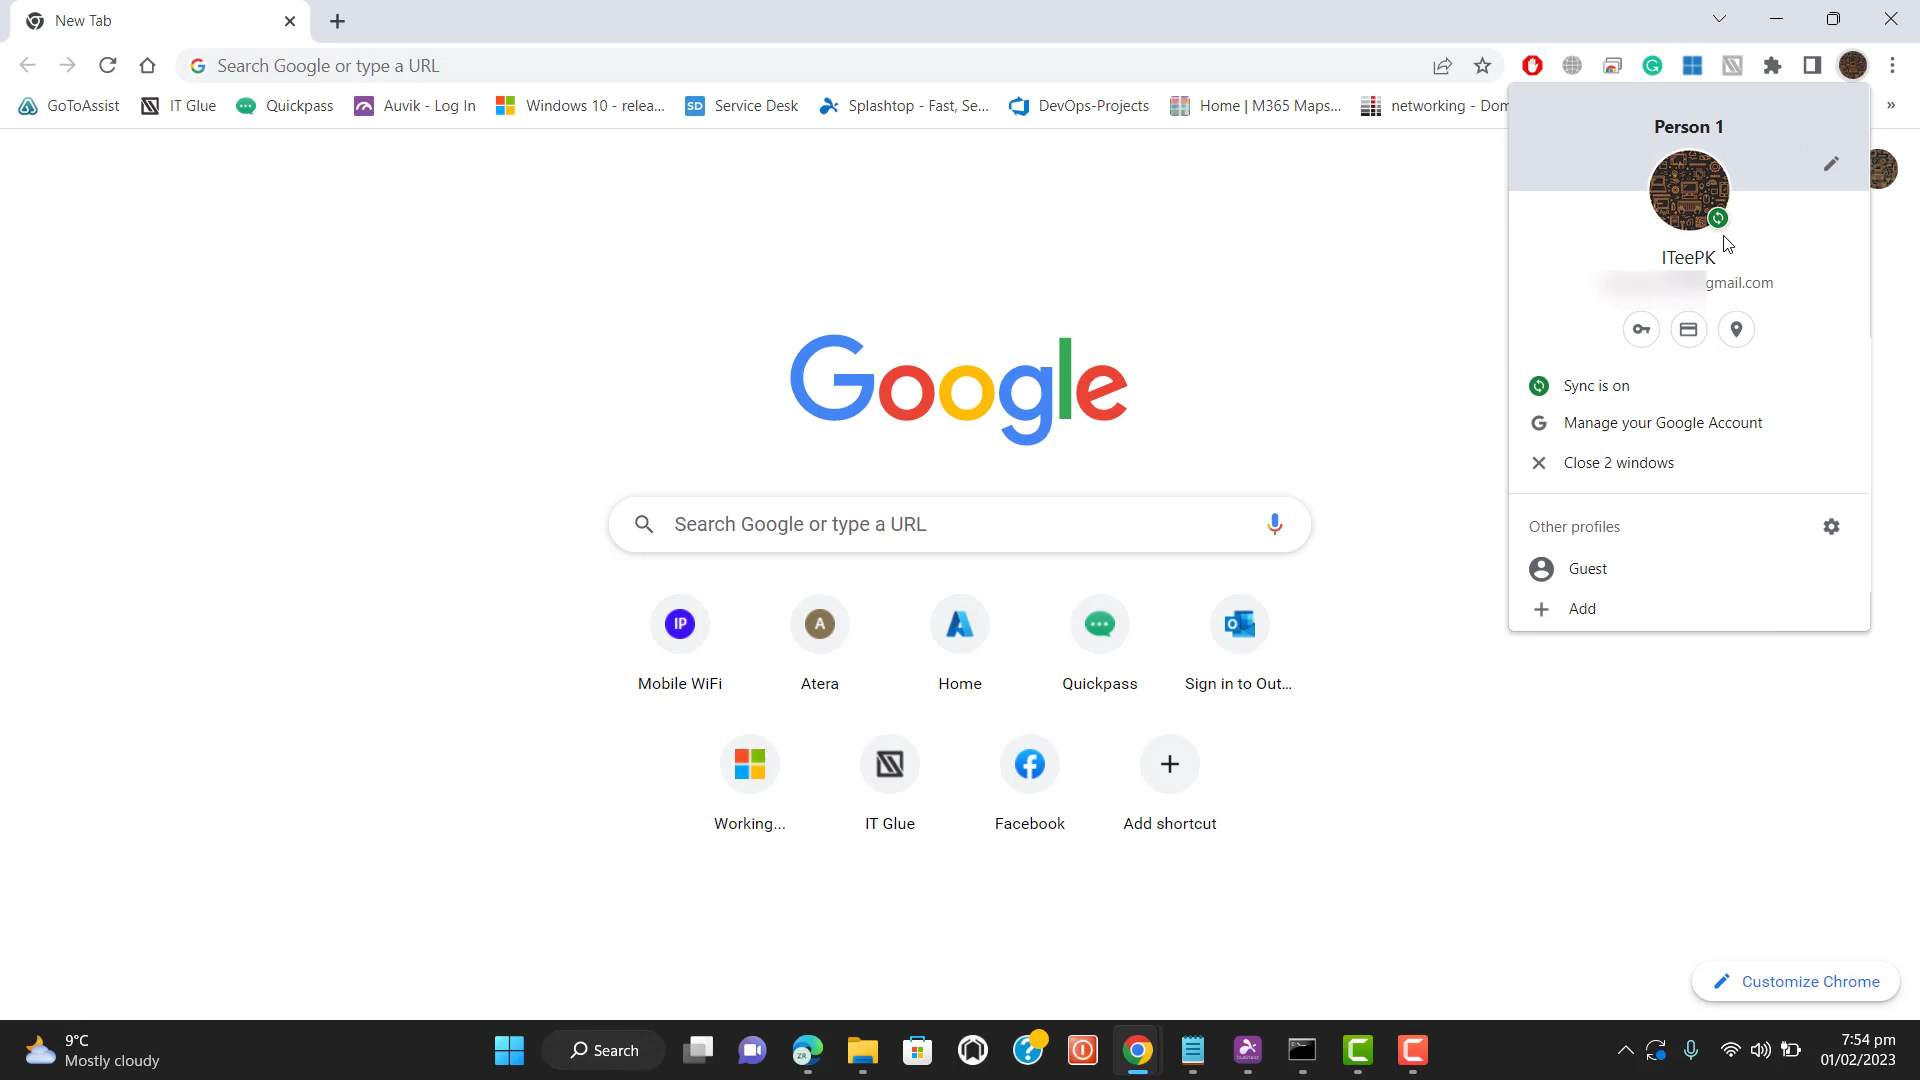 New Tab
Search Google or type a URL
GoToAssist IT Glue Quickpass Auvik - Log In Windows 10 - relea... SD Service Desk Splashtop - Fast, Se... DevOps-Projects Home | M365 Maps... networking - Dom »
Person 1
ITeePK
gmail.com
Sync is on
G Manage your Google Account
Close 2 windows
Other profiles
Guest
Add
Google
Search Google or type a URL
IP A
Mobile WiFi Atera Home Quickpass Sign in to Out...
Working... IT Glue Facebook Add shortcut
Customize Chrome
9°C
Mostly cloudy
Search
ZR
7:54 pm
01/02/2023